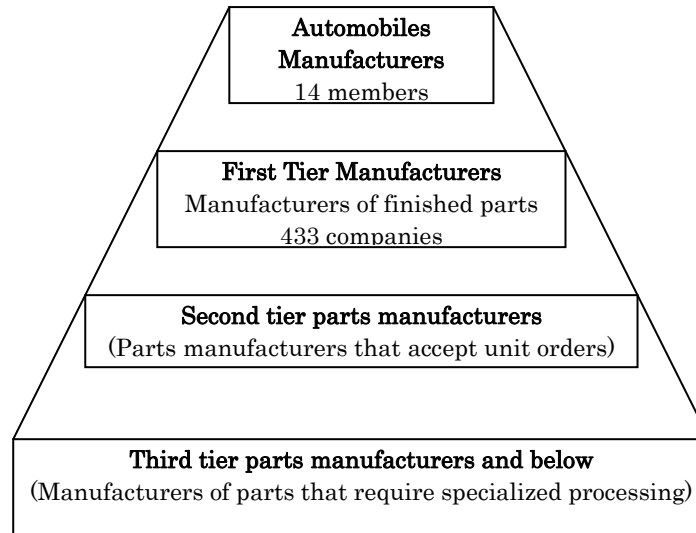 Automobiles
Manufacturers
14 members
First Tier Manufacturers
Manufacturers of finished parts
433 companies
Second tier parts manufacturers
(Parts manufacturers that accept unit orders)
Third tier parts manufacturers and below
(Manufacturers of parts that require specialized processing)